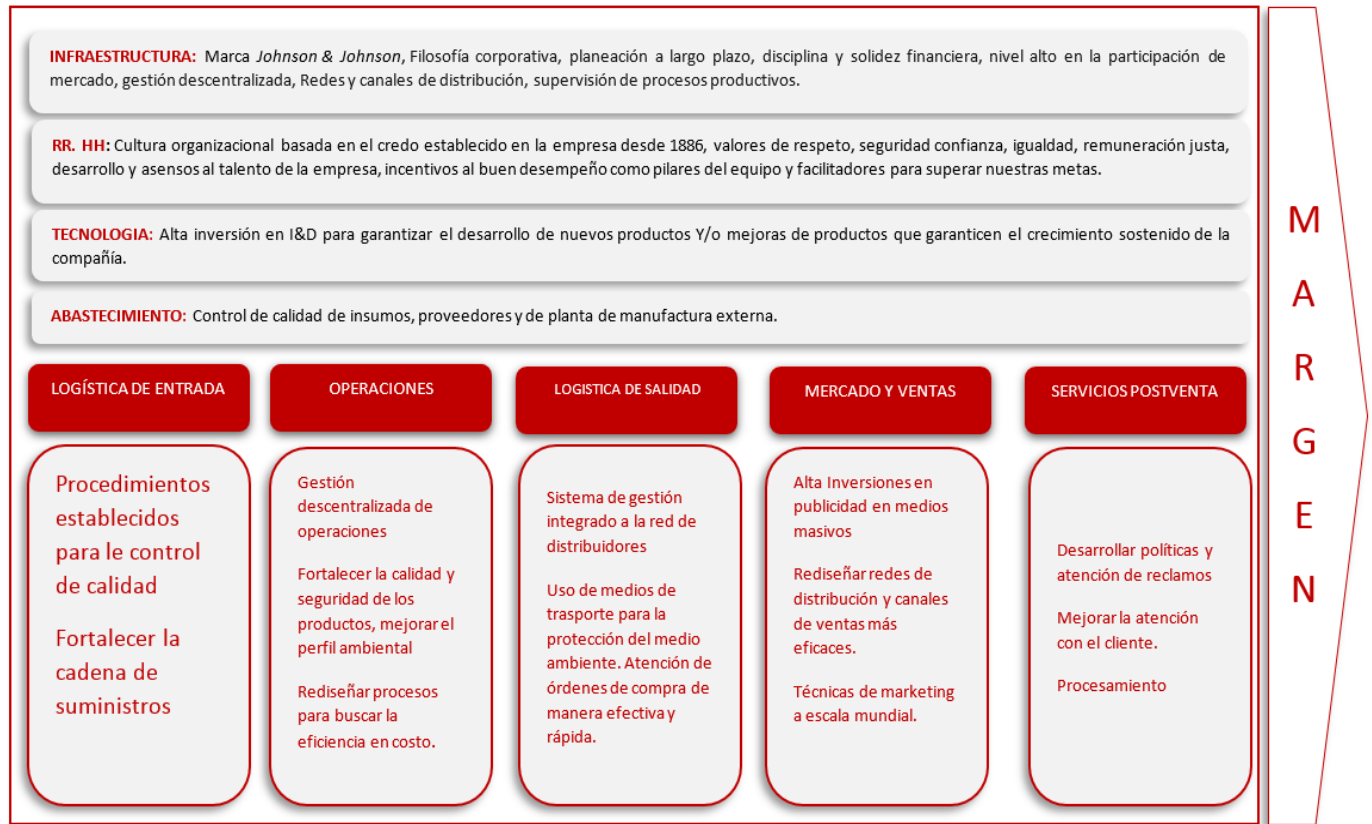 INFRAESTRUCTURA: Marca Johnson & Johnson, Filosofía corporativa, planeación a largo plazo, disciplina y solidez financiera, nivel alto en la participación de
mercado, gestión descentralizada, Redes y canales de distribución, supervisión de procesos productivos.
RR. HH: Cultura organizacional basada en el credo establecido en la empresa desde 1886, valores de respeto, seguridad confianza, igualdad, remuneración justa,
desarrollo y asensos al talento de la empresa, incentivos al buen desempeño como pilares del equipo y facilitadores para superar nuestras metas.
TECNOLOGIA: Alta inversión en I&D para garantizar el desarrollo de nuevos productos Y/o mejoras de productos que garanticen el crecimiento sostenido de la
compañía.
ABASTECIMIENTO: Control de calidad de insumos, proveedores y de planta de manufactura externa.
LOGÍSTICA DE ENTRADA
Procedimientos
establecidos
para le control
de calidad
Fortalecer la
cadena de
suministros
OPERACIONES
Gestión
descentralizada de
operaciones
Fortalecer la calidad y
seguridad de los
productos, mejorar el
perfil ambiental
Rediseñar procesos
para buscar la
eficiencia en costo.
LOGISTICA DE SALIDAD
Sistema de gestión
integrado a la red de
distribuidores
Uso de medios de
trasporte para la
protección del medio
ambiente. Atención de
órdenes de compra de
manera efectiva y
rápida.
MERCADO Y VENTAS
Alta Inversiones en
publicidad en medios
masivos
Rediseñar redes de
distribución y canales
de ventas más
eficaces.
Técnicas de marketing
a escala mundial.
SERVICIOS POSTVENTA
Desarrollar políticas y
atención de reclamos
Mejorar la atención
con el cliente.
Procesamiento
M
A
R
G
E
N